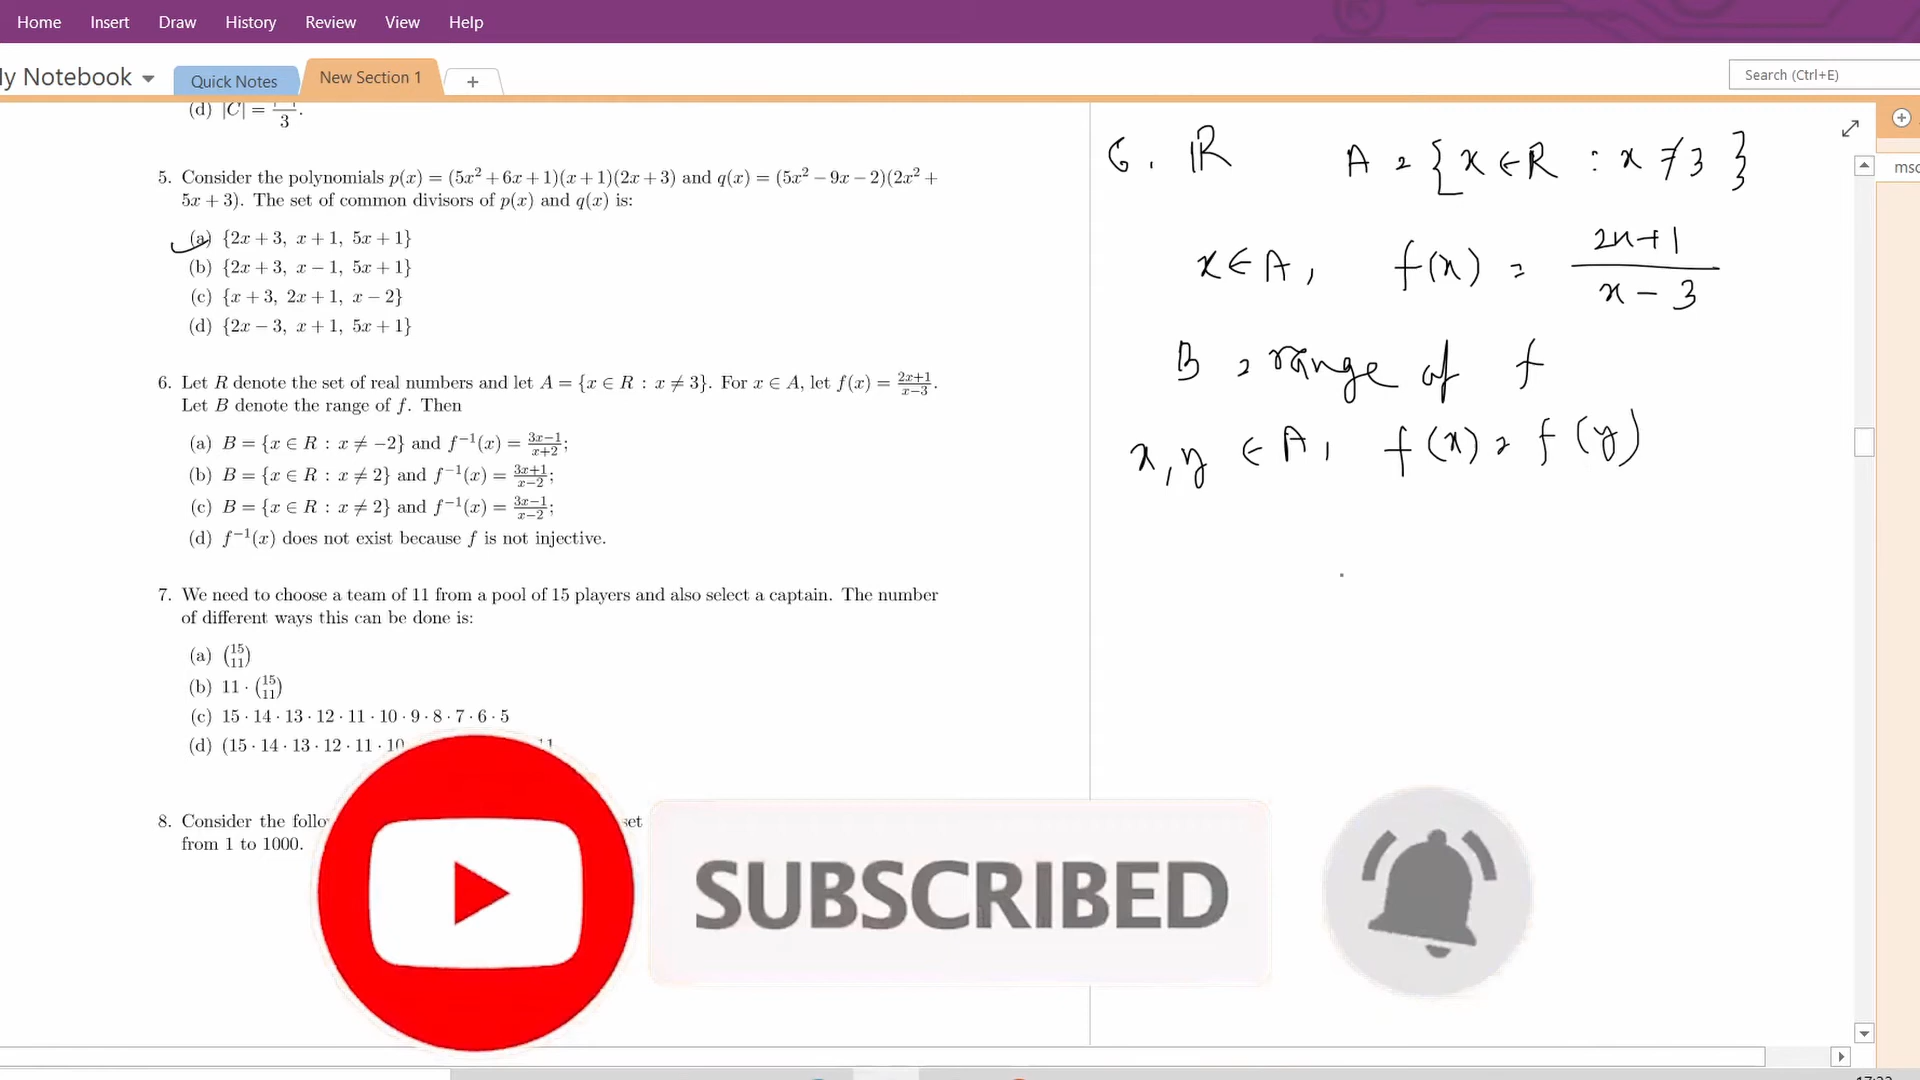 Home Insert Draw History Review View Help
y Notebook Quick Notes New Section 1 +
Search (Ctrl+E)
msc
(d) |C| = /3.
5. Consider the polynomials p(x) = (5x² + 6x + 1)(x + 1)(2x + 3) and q(x) = (5x² − 9x − 2)(2x² +
5x + 3). The set of common divisors of p(x) and q(x) is:
(a) {2x + 3, x + 1, 5x + 1}
(b) {2x + 3, x − 1, 5x + 1}
(c) {x + 3, 2x + 1, x − 2}
(d) {2x − 3, x + 1, 5x + 1}
6. Let R denote the set of real numbers and let A = {x ∈ R : x ≠ 3}. For x ∈ A, let f(x) = (2x+1)/(x−3).
Let B denote the range of f. Then
(a) B = {x ∈ R : x ≠ −2} and f⁻¹(x) = (3x−1)/(x+2);
(b) B = {x ∈ R : x ≠ 2} and f⁻¹(x) = (3x+1)/(x−2);
(c) B = {x ∈ R : x ≠ 2} and f⁻¹(x) = (3x−1)/(x−2);
(d) f⁻¹(x) does not exist because f is not injective.
7. We need to choose a team of 11 from a pool of 15 players and also select a captain. The number
of different ways this can be done is:
(a) (15 11)
(b) 11 · (15 11)
(c) 15 · 14 · 13 · 12 · 11 · 10 · 9 · 8 · 7 · 6 · 5
(d) (15 · 14 · 13 · 12 · 11 · 10
8. Consider the follo set
from 1 to 1000.
6. ℝ A = {x ∈ R : x ≠ 3}
x ∈ A, f(x) = (2x+1)/(x − 3)
B = range of f
x, y ∈ A, f(x) = f(y)
SUBSCRIBED